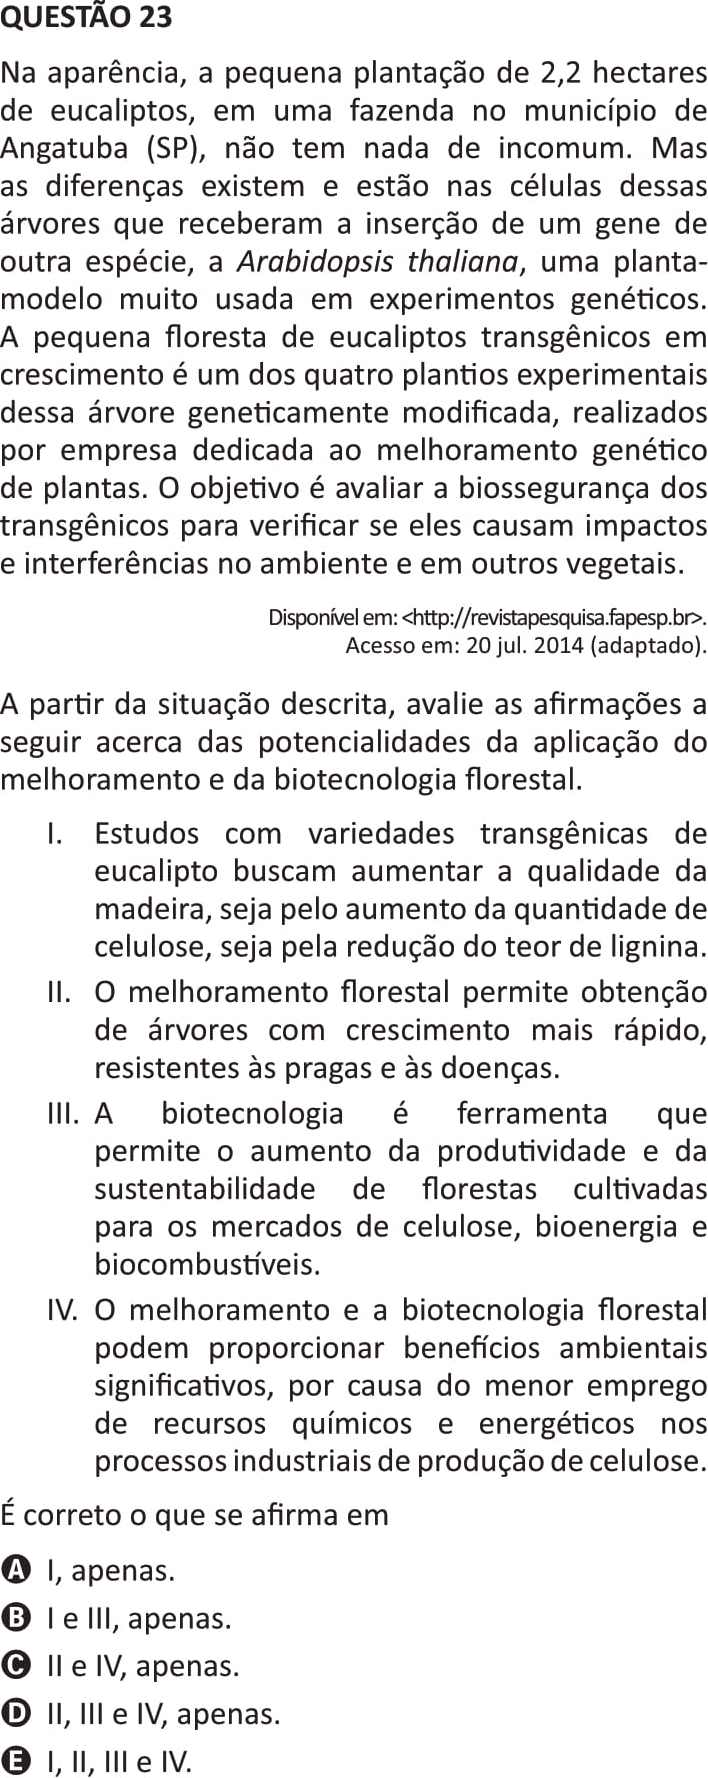 QUESTÃO 23
Na aparência, a pequena plantação de 2,2 hectares
de eucaliptos, em uma fazenda no município de
Angatuba (SP), não tem nada de incomum. Mas
as diferenças existem e estão nas células dessas
árvores que receberam a inserção de um gene de
outra espécie, a Arabidopsis thaliana, uma planta-
modelo muito usada em experimentos genéticos.
A pequena floresta de eucaliptos transgênicos em
crescimento é um dos quatro plantios experimentais
dessa árvore geneticamente modificada, realizados
por empresa dedicada ao melhoramento genético
de plantas. O objetivo é avaliar a biossegurança dos
transgênicos para verificar se eles causam impactos
e interferências no ambiente e em outros vegetais.
Disponível em: <http://revistapesquisa.fapesp.br>.
Acesso em: 20 jul. 2014 (adaptado).
A partir da situação descrita, avalie as afirmações a
seguir acerca das potencialidades da aplicação do
melhoramento e da biotecnologia florestal.
I. Estudos com variedades transgênicas de
eucalipto buscam aumentar a qualidade da
madeira, seja pelo aumento da quantidade de
celulose, seja pela redução do teor de lignina.
II. O melhoramento florestal permite obtenção
de árvores com crescimento mais rápido,
resistentes às pragas e às doenças.
III. A biotecnologia é ferramenta que
permite o aumento da produtividade e da
sustentabilidade de florestas cultivadas
para os mercados de celulose, bioenergia e
biocombustíveis.
IV. O melhoramento e a biotecnologia florestal
podem proporcionar benefícios ambientais
significativos, por causa do menor emprego
de recursos químicos e energéticos nos
processos industriais de produção de celulose.
É correto o que se afirma em
A I, apenas.
B I e III, apenas.
C II e IV, apenas.
D II, III e IV, apenas.
E I, II, III e IV.